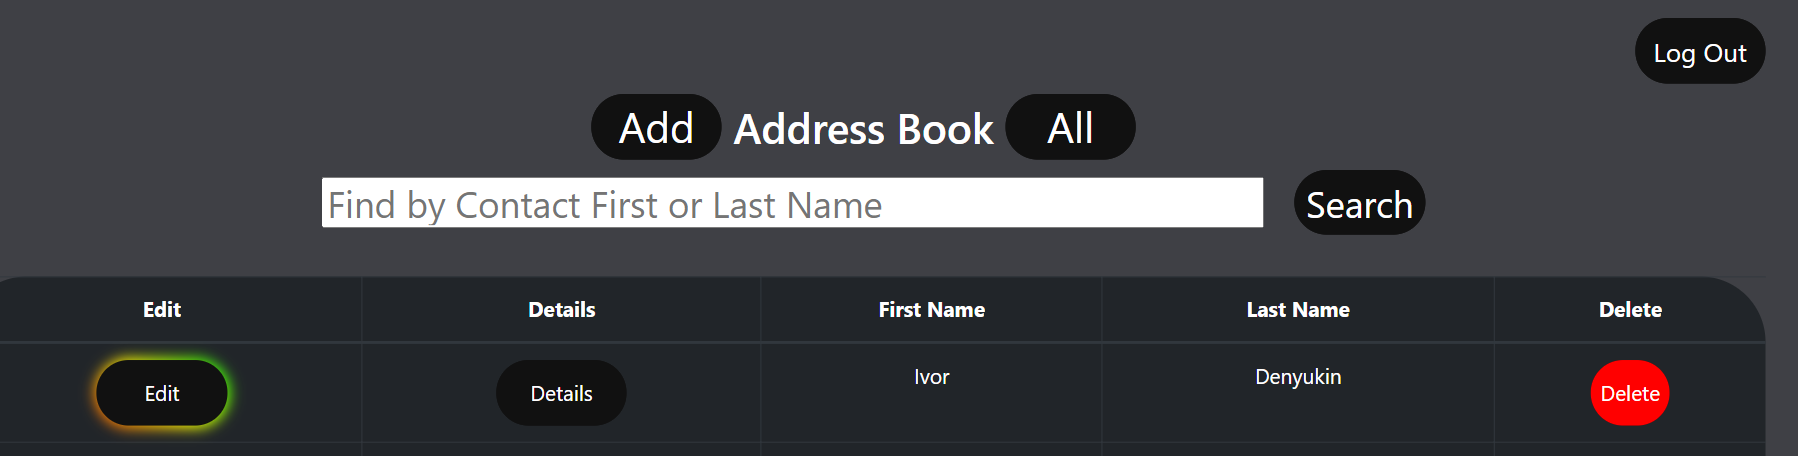 Log Out
Add Address Book All
Find by Contact First or Last Name Search
Edit Details First Name Last Name Delete
Edit Details Ivor Denyukin Delete